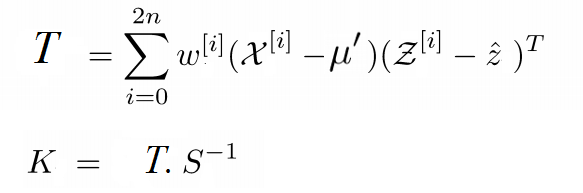 T = \sum_{i=0}^{2n} w^{[i]} (\mathcal{X}^{[i]} - \mu') (\mathcal{Z}^{[i]} - \hat{z})^T
K = T. S^{-1}